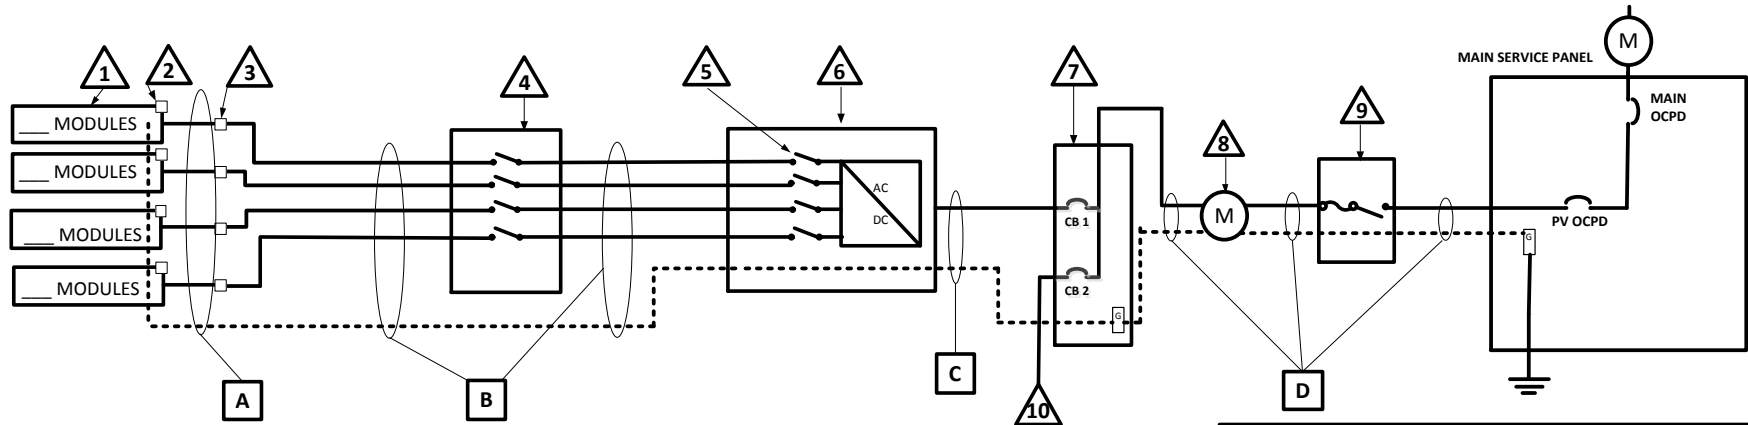 M
MAIN SERVICE PANEL
1
2
3
4
5
6
7
8
9
MAIN
OCPD
___ MODULES
___ MODULES
___ MODULES
___ MODULES
AC
DC
CB 1
CB 2
M
PV OCPD
G
G
10
A
B
C
D